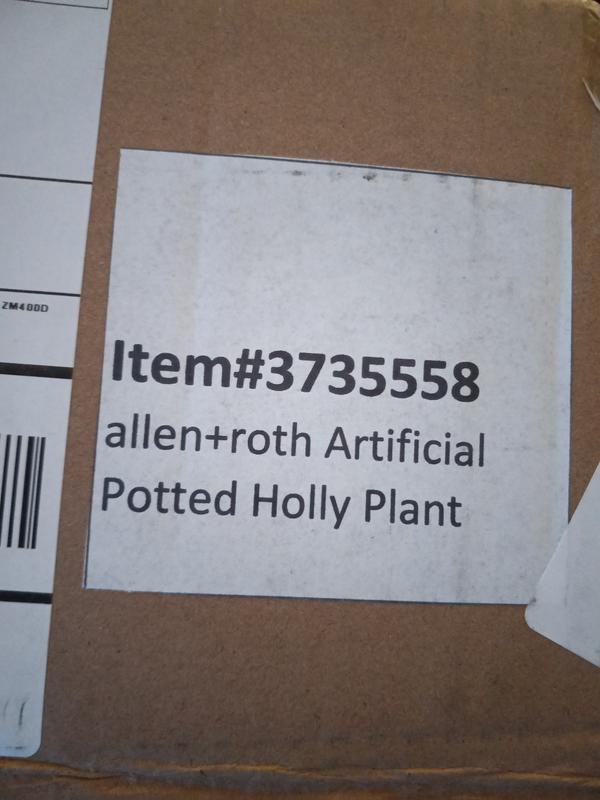 ZM400D
Item#3735558
allen+roth Artificial
Potted Holly Plant